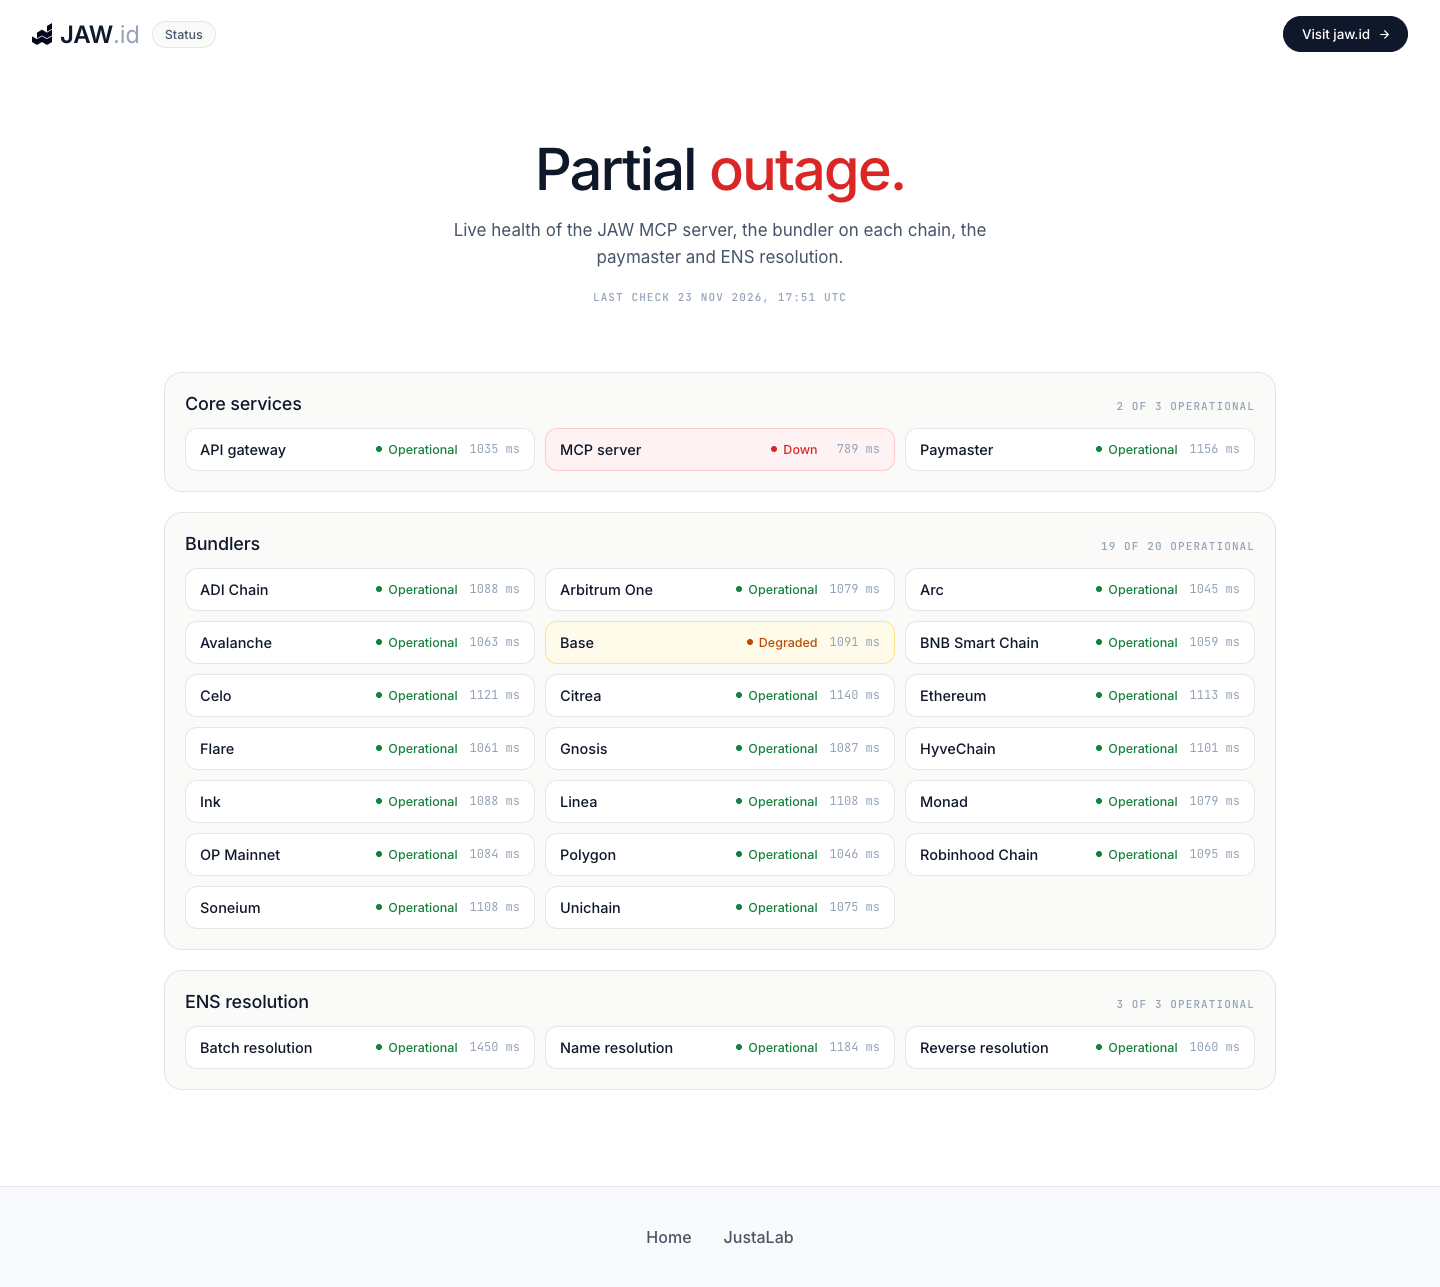 JAW.id Status Visit jaw.id →
Partial outage.
Live health of the JAW MCP server, the bundler on each chain, the
paymaster and ENS resolution.
LAST CHECK 23 NOV 2026, 17:51 UTC
Core services 2 OF 3 OPERATIONAL
API gateway Operational 1035 ms MCP server Down 789 ms Paymaster Operational 1156 ms
Bundlers 19 OF 20 OPERATIONAL
ADI Chain Operational 1088 ms Arbitrum One Operational 1079 ms Arc Operational 1045 ms
Avalanche Operational 1063 ms Base Degraded 1091 ms BNB Smart Chain Operational 1059 ms
Celo Operational 1121 ms Citrea Operational 1140 ms Ethereum Operational 1113 ms
Flare Operational 1061 ms Gnosis Operational 1087 ms HyveChain Operational 1101 ms
Ink Operational 1088 ms Linea Operational 1108 ms Monad Operational 1079 ms
OP Mainnet Operational 1084 ms Polygon Operational 1046 ms Robinhood Chain Operational 1095 ms
Soneium Operational 1108 ms Unichain Operational 1075 ms
ENS resolution 3 OF 3 OPERATIONAL
Batch resolution Operational 1450 ms Name resolution Operational 1184 ms Reverse resolution Operational 1060 ms
Home JustaLab